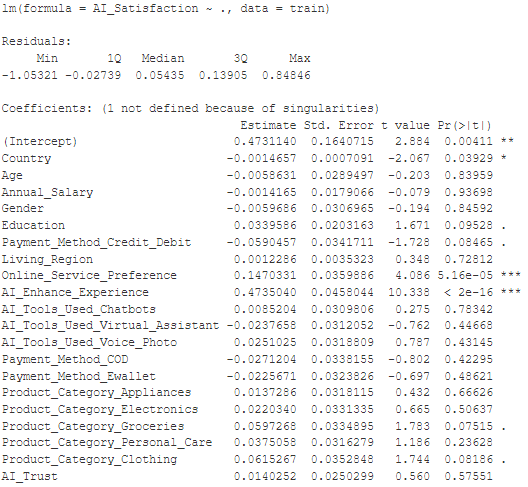 lm(formula = AI_Satisfaction ~ ., data = train)
Residuals:
Min 1Q Median 3Q Max
-1.05321 -0.02739 0.05435 0.13905 0.84846
Coefficients: (1 not defined because of singularities)
Estimate Std. Error t value Pr(>|t|)
(Intercept) 0.4731140 0.1640715 2.884 0.00411 **
Country -0.0014657 0.0007091 -2.067 0.03929 *
Age -0.0058631 0.0289497 -0.203 0.83959
Annual_Salary -0.0014165 0.0179066 -0.079 0.93698
Gender -0.0059686 0.0306965 -0.194 0.84592
Education 0.0339586 0.0203163 1.671 0.09528 .
Payment_Method_Credit_Debit -0.0590457 0.0341711 -1.728 0.08465 .
Living_Region 0.0012286 0.0035323 0.348 0.72812
Online_Service_Preference 0.1470331 0.0359886 4.086 5.16e-05 ***
AI_Enhance_Experience 0.4735040 0.0458044 10.338 < 2e-16 ***
AI_Tools_Used_Chatbots 0.0085204 0.0309806 0.275 0.78342
AI_Tools_Used_Virtual_Assistant -0.0237658 0.0312052 -0.762 0.44668
AI_Tools_Used_Voice_Photo 0.0251025 0.0318809 0.787 0.43145
Payment_Method_COD -0.0271204 0.0338155 -0.802 0.42295
Payment_Method_Ewallet -0.0225671 0.0323826 -0.697 0.48621
Product_Category_Appliances 0.0137286 0.0318115 0.432 0.66626
Product_Category_Electronics 0.0220340 0.0331335 0.665 0.50637
Product_Category_Groceries 0.0597268 0.0334895 1.783 0.07515 .
Product_Category_Personal_Care 0.0375058 0.0316279 1.186 0.23628
Product_Category_Clothing 0.0615267 0.0352848 1.744 0.08186 .
AI_Trust 0.0140252 0.0250299 0.560 0.57551